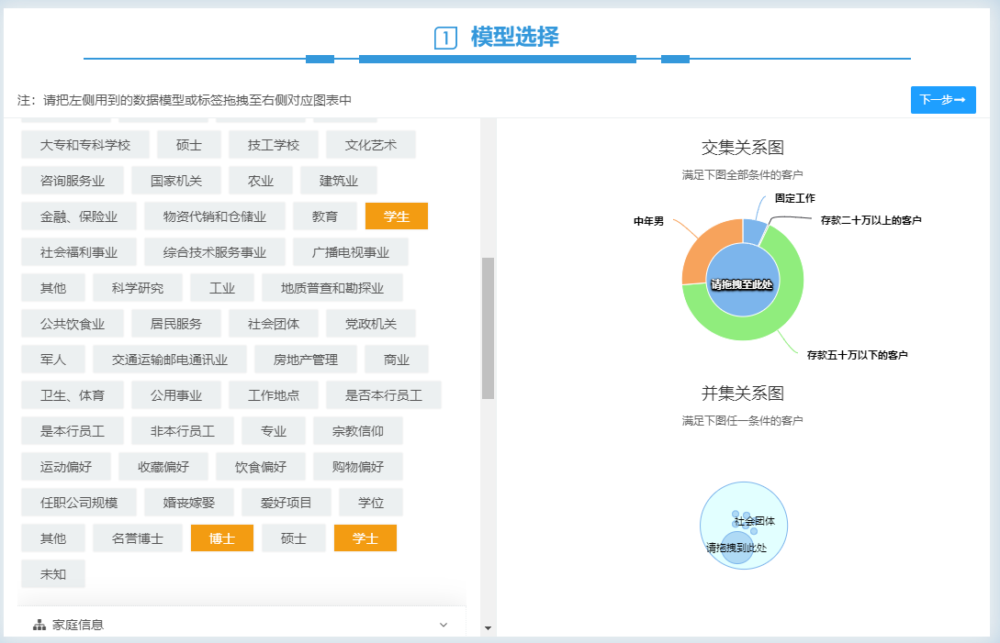 1 模型选择
注：请把左侧用到的数据模型或标签拖拽至右侧对应图表中
下一步
大专和专科学校 硕士 技工学校 文化艺术
咨询服务业 国家机关 农业 建筑业
金融、保险业 物资代销和仓储业 教育 学生
社会福利事业 综合技术服务事业 广播电视事业
其他 科学研究 工业 地质普查和勘探业
公共饮食业 居民服务 社会团体 党政机关
军人 交通运输邮电通讯业 房地产管理 商业
卫生、体育 公用事业 工作地点 是否本行员工
是本行员工 非本行员工 专业 宗教信仰
运动偏好 收藏偏好 饮食偏好 购物偏好
任职公司规模 婚丧嫁娶 爱好项目 学位
其他 名誉博士 博士 硕士 学士
未知
家庭信息
交集关系图
满足下图全部条件的客户
固定工作
中年男
存款二十万以上的客户
请拖拽至此处
存款五十万以下的客户
并集关系图
满足下图任一条件的客户
社会团体
请拖拽到此处